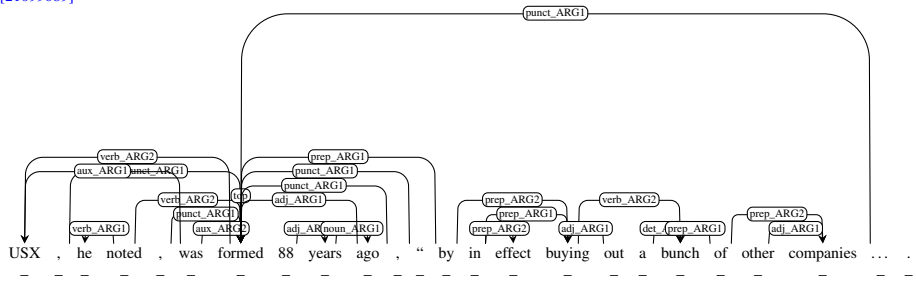 punct_ARG1
verb_ARG2 prep_ARG1
aux_ARG1 punct_ARG1 punct_ARG1
punct_ARG1
top
verb_ARG2 adj_ARG1 prep_ARG2 verb_ARG2
punct_ARG1 prep_ARG1 prep_ARG2
verb_ARG1 aux_ARG2 noun_ARG1 prep_ARG2 adj_ARG1 prep_ARG1 adj_ARG1
USX , he noted , was formed 88 years ago , “ by in effect buying out a bunch of other companies … .
_ _ _ _ _ _ _ _ _ _ _ _ _ _ _ _ _ _ _ _ _ _ _ _